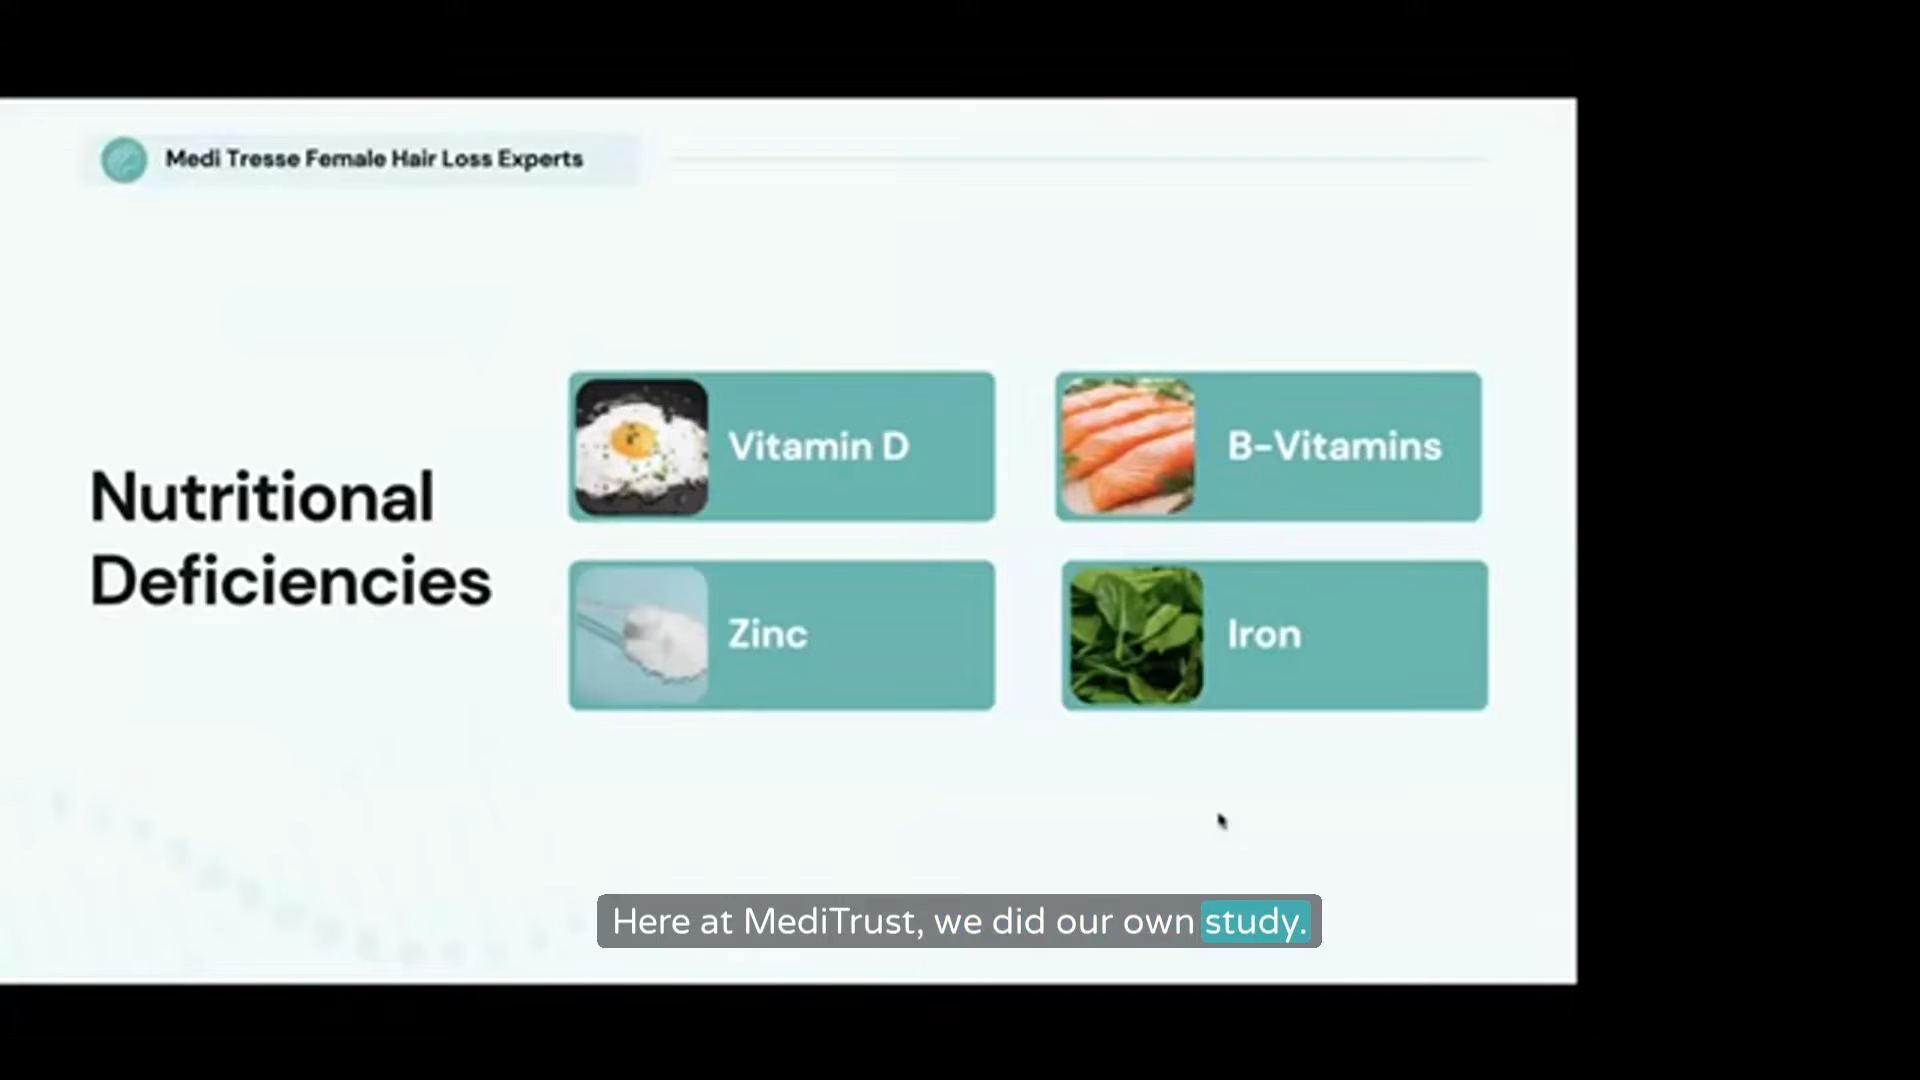 Medi Tresse Female Hair Loss Experts
Nutritional
Deficiencies
Vitamin D
B-Vitamins
Zinc
Iron
Here at MediTrust, we did our own study.